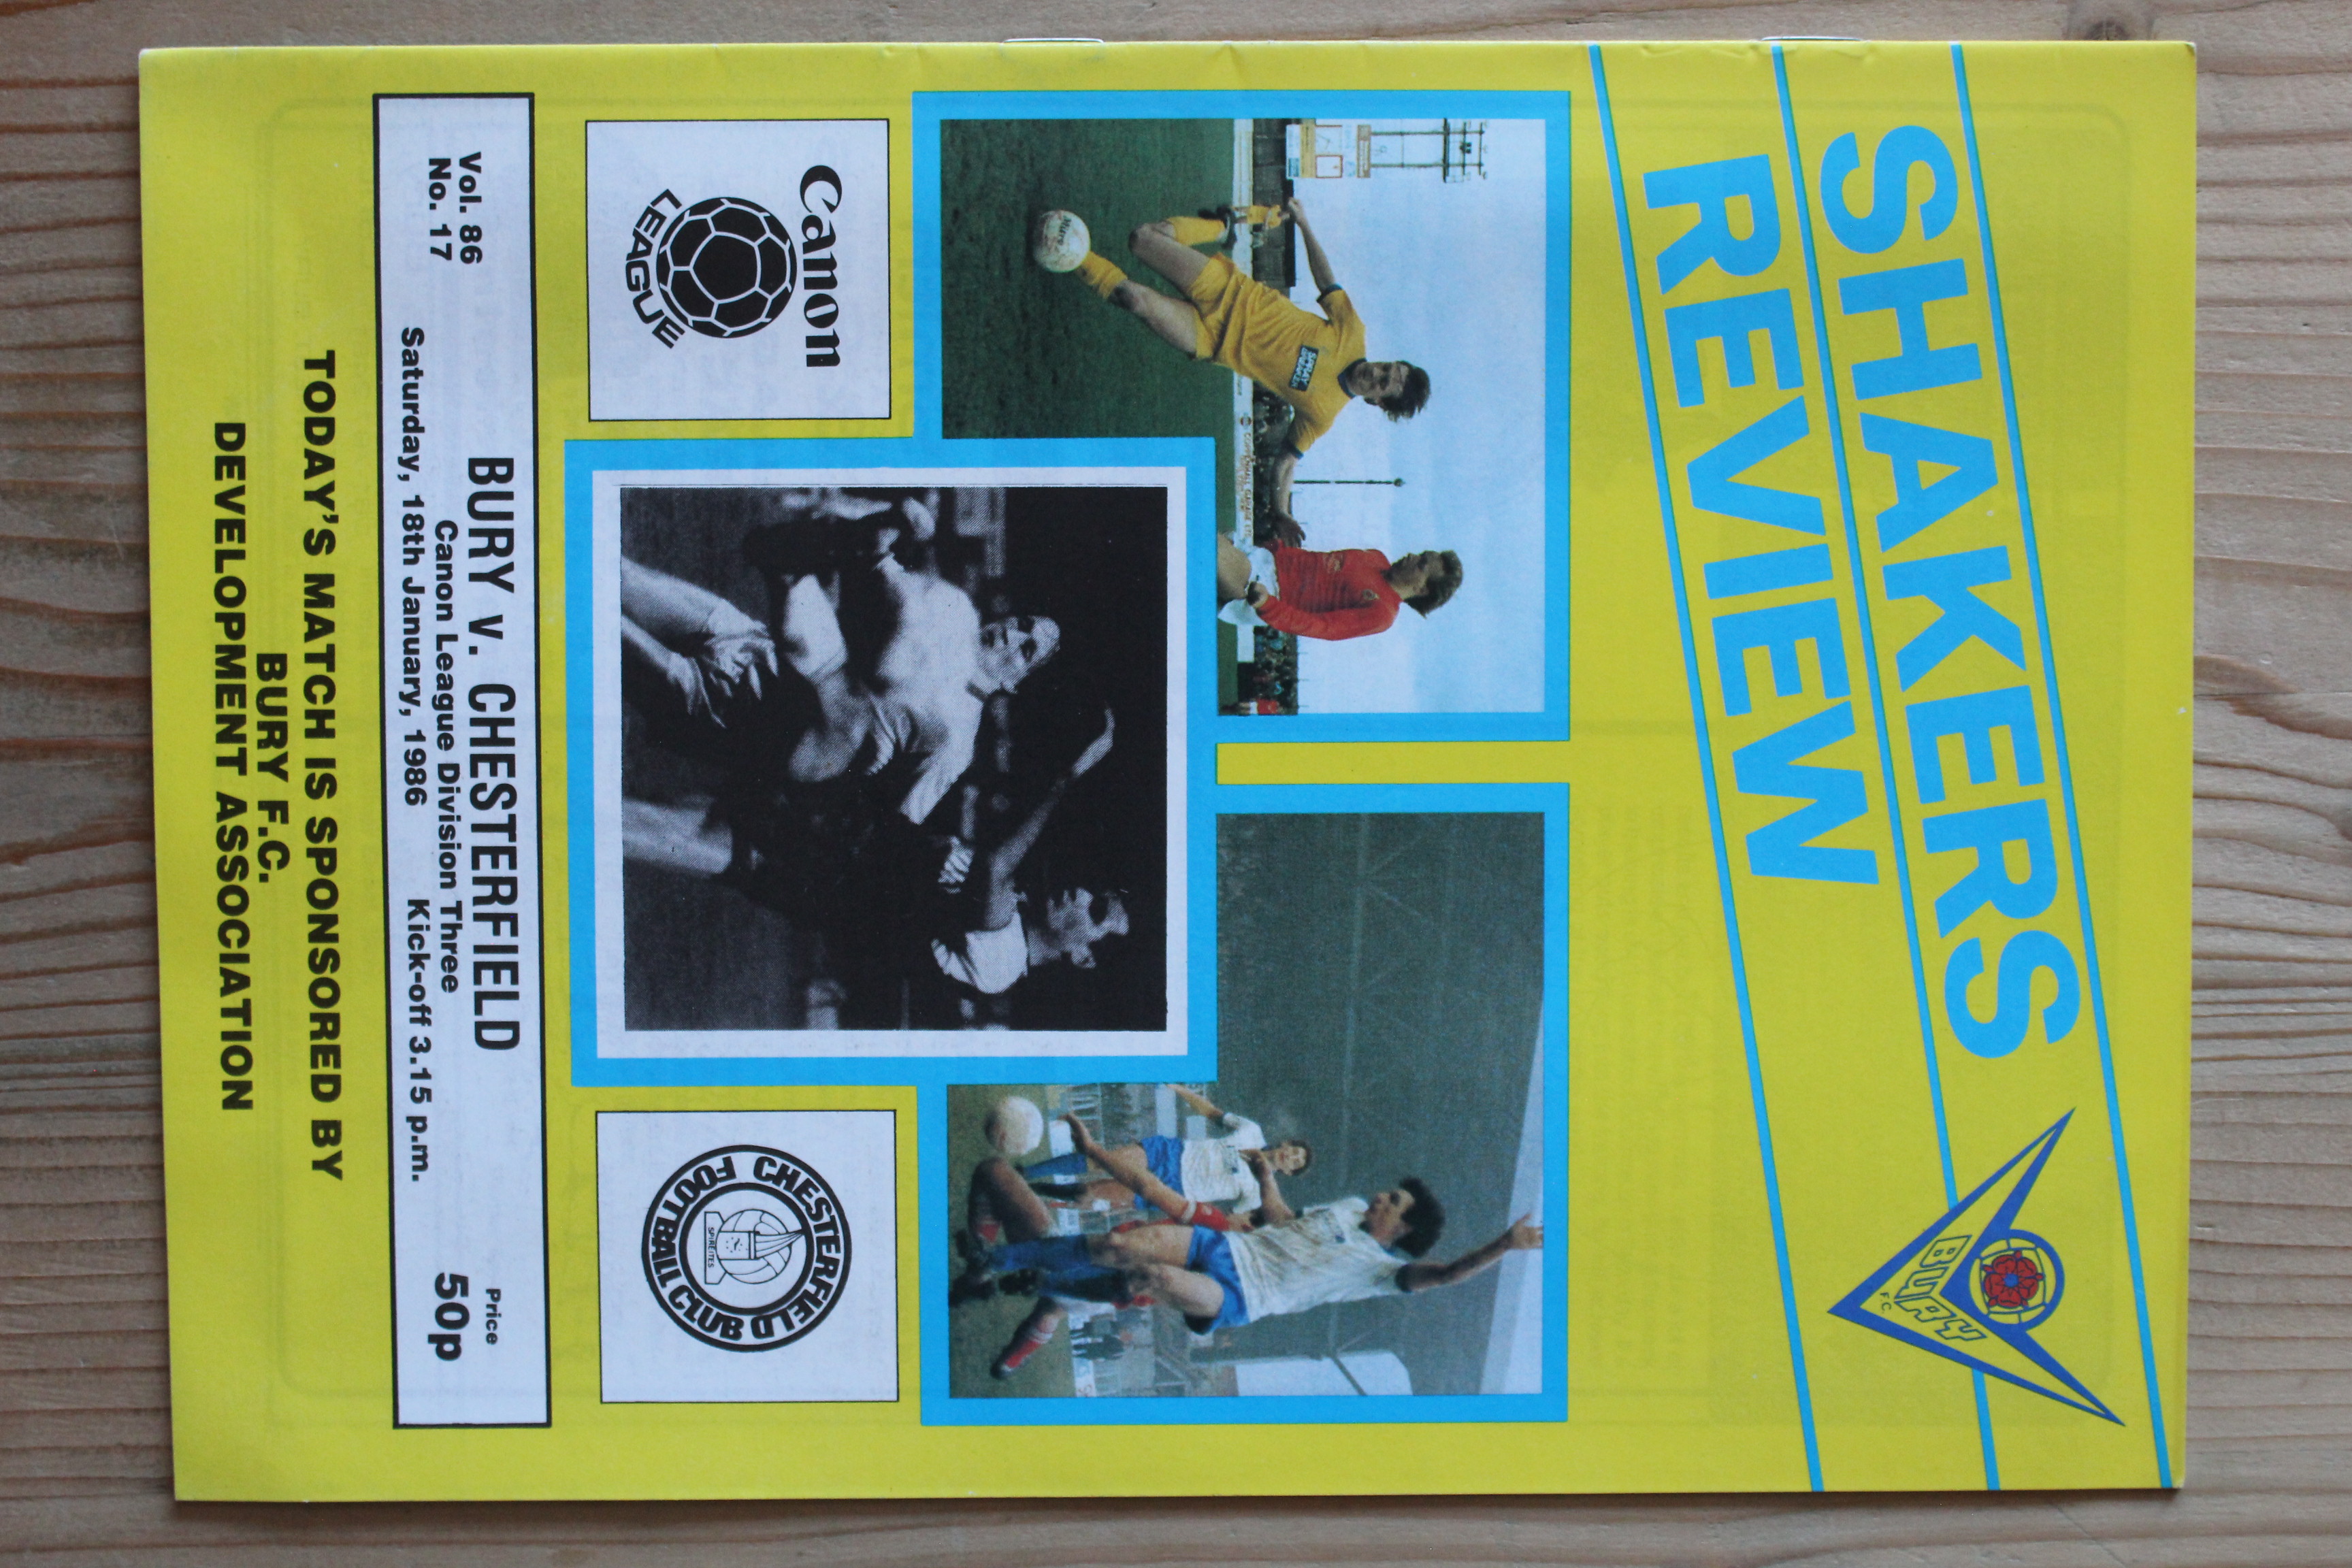 SHAKERS
REVIEW
BURY
F.C.
SPIREITES
Canon
LEAGUE
CHESTERFIELD
FOOTBALL CLUB
Vol. 86
No. 17
BURY v. CHESTERFIELD
Canon League Division Three
Saturday, 18th January, 1986 Kick-off 3.15 p.m.
Price
50p
TODAY'S MATCH IS SPONSORED BY
BURY F.C.
DEVELOPMENT ASSOCIATION